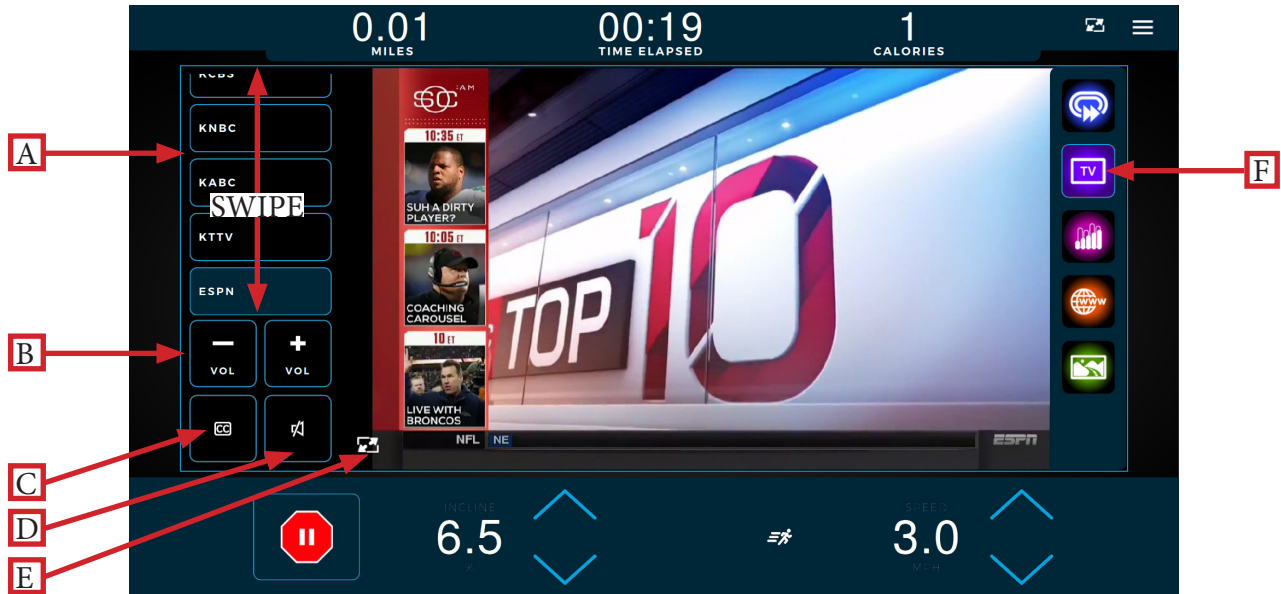 0.01
MILES
00:19
TIME ELAPSED
1
CALORIES
KCBS
KNBC
KABC
SWIPE
KTTV
ESPN
VOL
VOL
CC
A
B
C
D
E
F
10:35 ET
SUH A DIRTY
PLAYER?
10:05 ET
COACHING
CAROUSEL
10 ET
LIVE WITH
BRONCOS
TOP
10
NFL
NE
ESPN
TV
WWW
INCLINE
6.5
%
SPEED
3.0
MPH